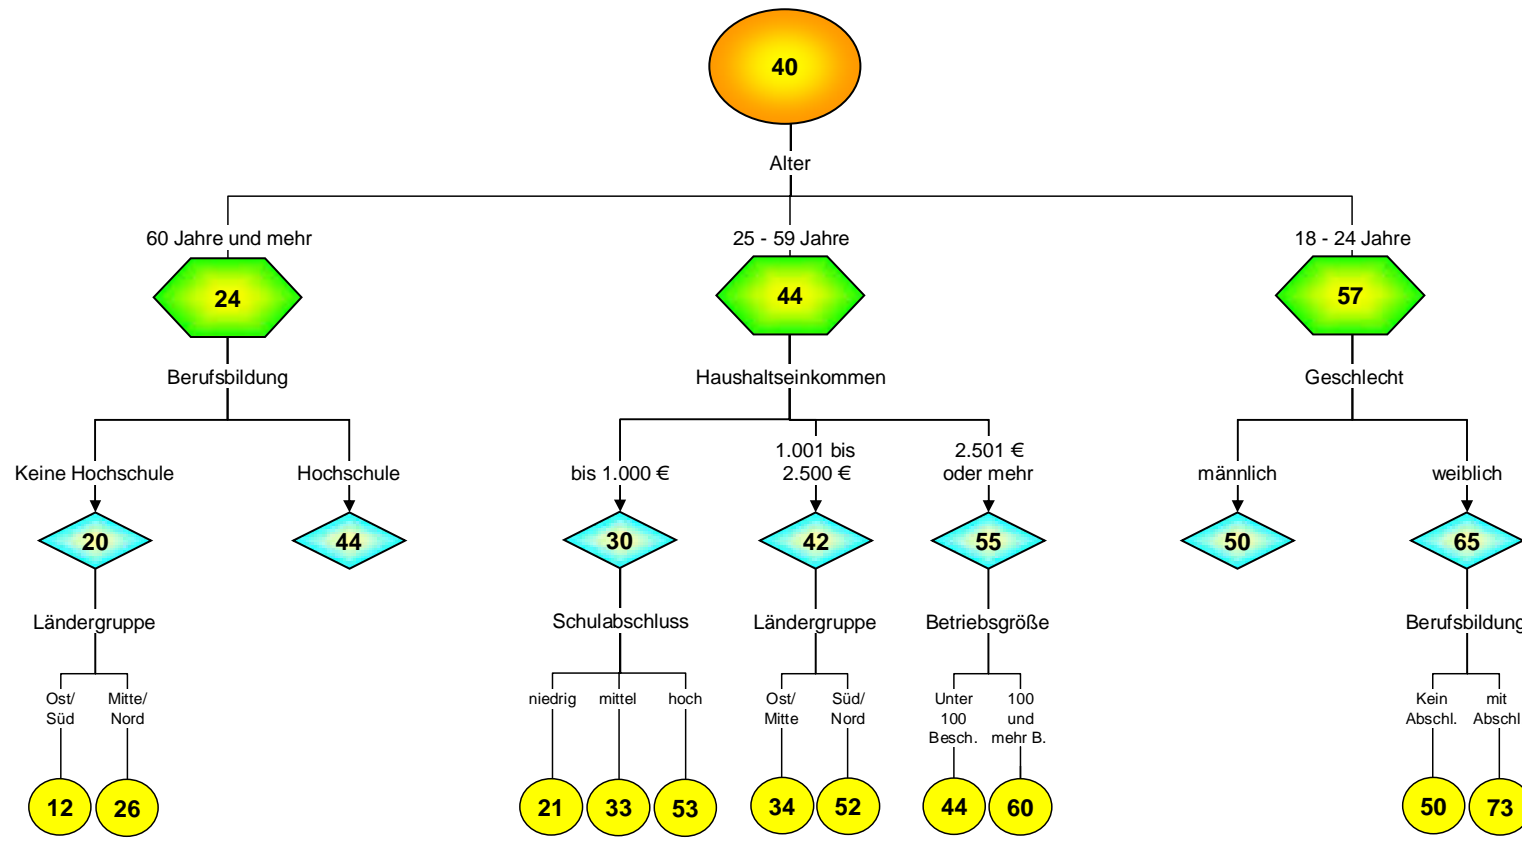 40
Alter
60 Jahre und mehr
25 - 59 Jahre
18 - 24 Jahre
24
44
57
Berufsbildung
Haushaltseinkommen
Geschlecht
Keine Hochschule
Hochschule
bis 1.000 €
1.001 bis
2.500 €
2.501 €
oder mehr
männlich
weiblich
20
44
30
42
55
50
65
Ländergruppe
Schulabschluss
Ländergruppe
Betriebsgröße
Berufsbildung
Ost/
Süd
Mitte/
Nord
niedrig
mittel
hoch
Ost/
Mitte
Süd/
Nord
Unter
100
Besch.
100
und
mehr B.
Kein
Abschl.
mit
Abschl
12
26
21
33
53
34
52
44
60
50
73